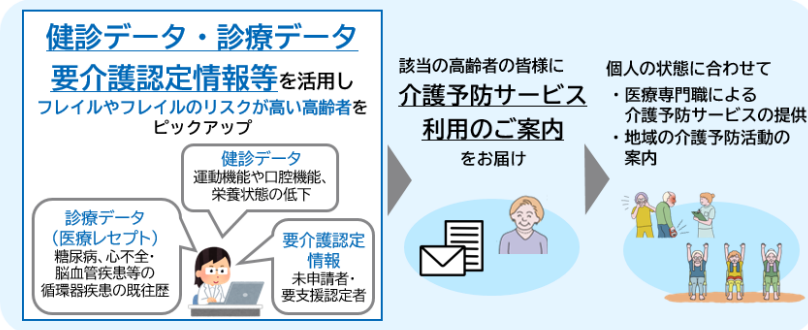 健診データ・診療データ
要介護認定情報等を活用し
フレイルやフレイルのリスクが高い高齢者を
ピックアップ
健診データ
運動機能や口腔機能、
栄養状態の低下
診療データ
（医療レセプト）
糖尿病、心不全・
脳血管疾患等の
循環器疾患の既往歴
要介護認定
情報
未申請者・
要支援認定者
該当の高齢者の皆様に
介護予防サービス
利用のご案内
をお届け
個人の状態に合わせて
・医療専門職による
介護予防サービスの提供
・地域の介護予防活動の
案内